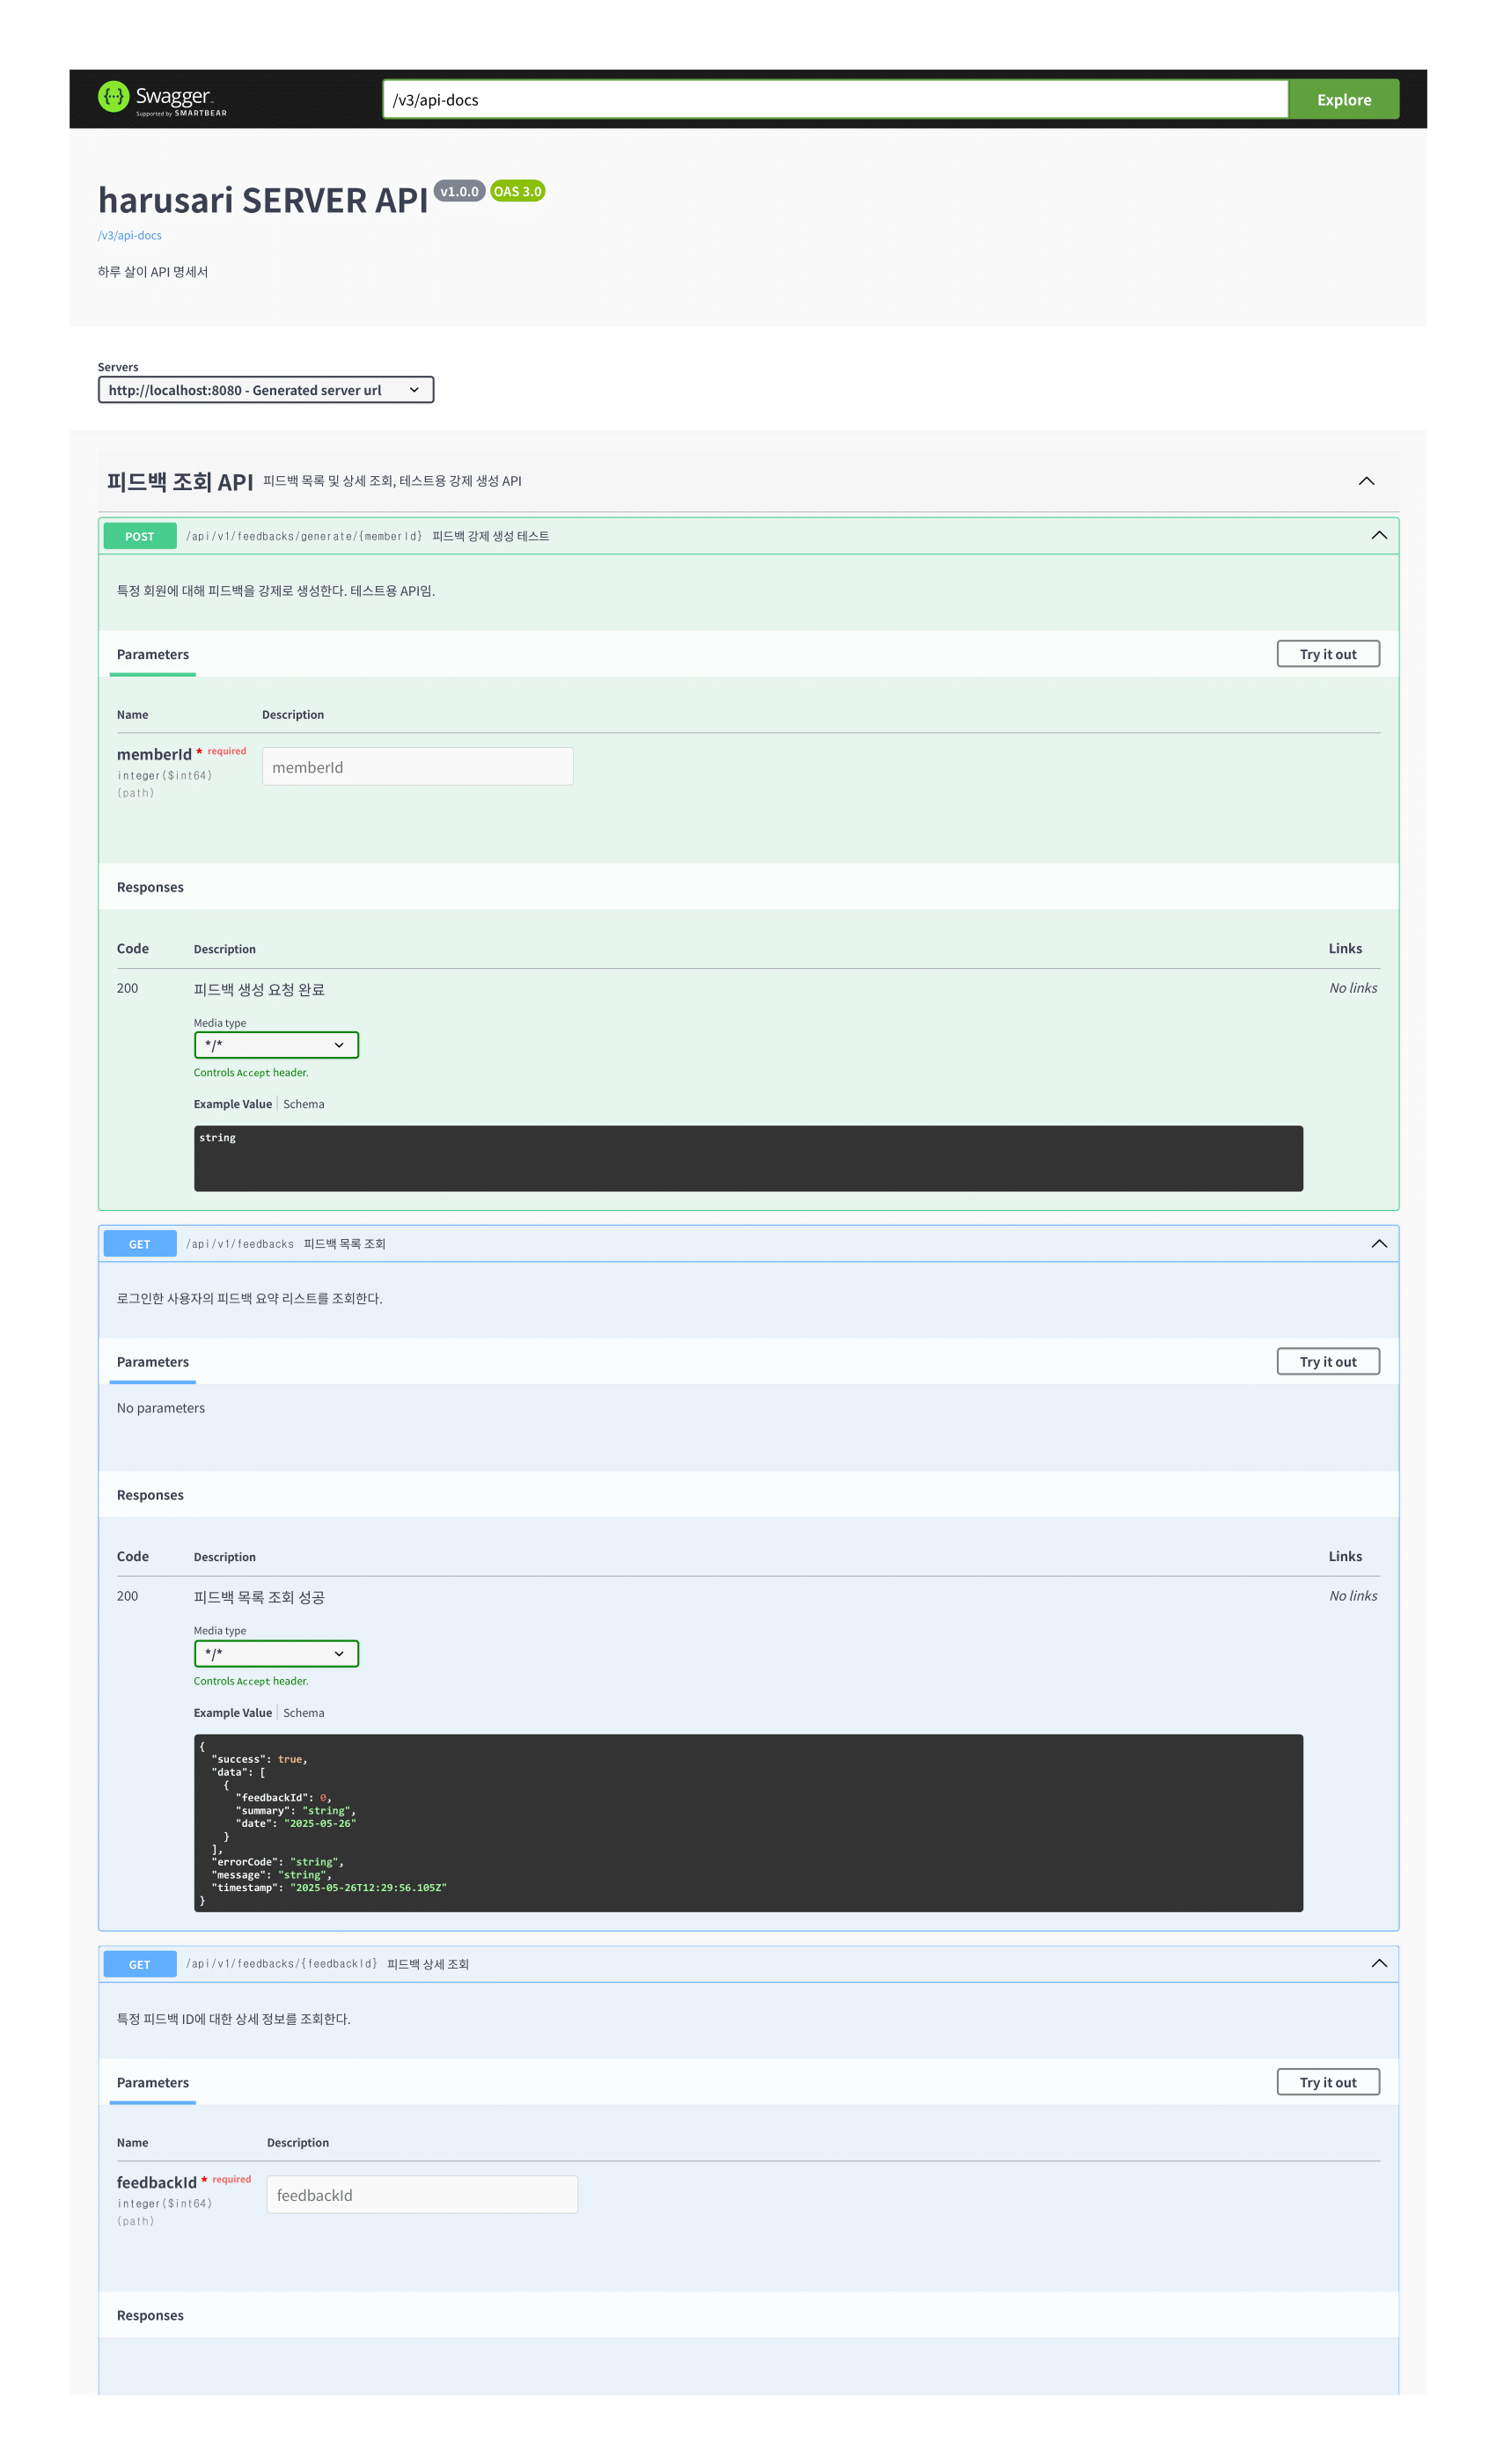 Swagger
Supported by SMARTBEAR
/v3/api-docs
Explore
harusari SERVER API v1.0.0 OAS 3.0
/v3/api-docs
하루 살이 API 명세서
Servers
http://localhost:8080 - Generated server url
피드백 조회 API 피드백 목록 및 상세 조회, 테스트용 강제 생성 API
POST /api/v1/feedbacks/generate/{memberId} 피드백 강제 생성 테스트
특정 회원에 대해 피드백을 강제로 생성한다. 테스트용 API임.
Parameters
Try it out
Name Description
memberId * required
integer($int64)
(path)
memberId
Responses
Code Description Links
200 피드백 생성 요청 완료 No links
Media type
*/*
Controls Accept header.
Example Value Schema
string
GET /api/v1/feedbacks 피드백 목록 조회
로그인한 사용자의 피드백 요약 리스트를 조회한다.
Parameters
Try it out
No parameters
Responses
Code Description Links
200 피드백 목록 조회 성공 No links
Media type
*/*
Controls Accept header.
Example Value Schema
{
"success": true,
"data": [
{
"feedbackId": 0,
"summary": "string",
"date": "2025-05-26"
}
],
"errorCode": "string",
"message": "string",
"timestamp": "2025-05-26T12:29:56.105Z"
}
GET /api/v1/feedbacks/{feedbackId} 피드백 상세 조회
특정 피드백 ID에 대한 상세 정보를 조회한다.
Parameters
Try it out
Name Description
feedbackId * required
integer($int64)
(path)
feedbackId
Responses